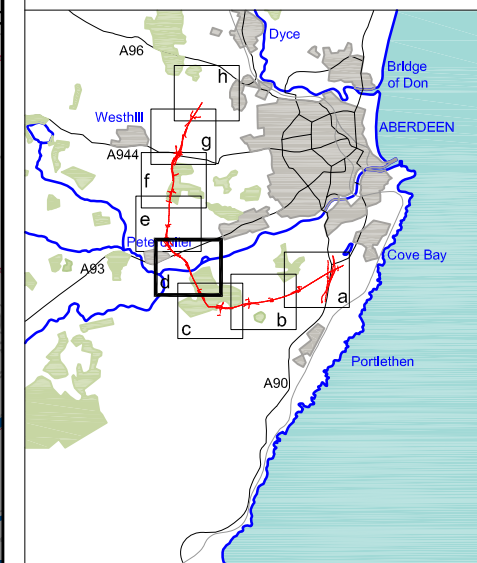 Dyce
A96
Bridge
of Don
h
Westhill
ABERDEEN
g
A944
f
e
Peterculter
Cove Bay
A93
d
a
b
c
Portlethen
A90